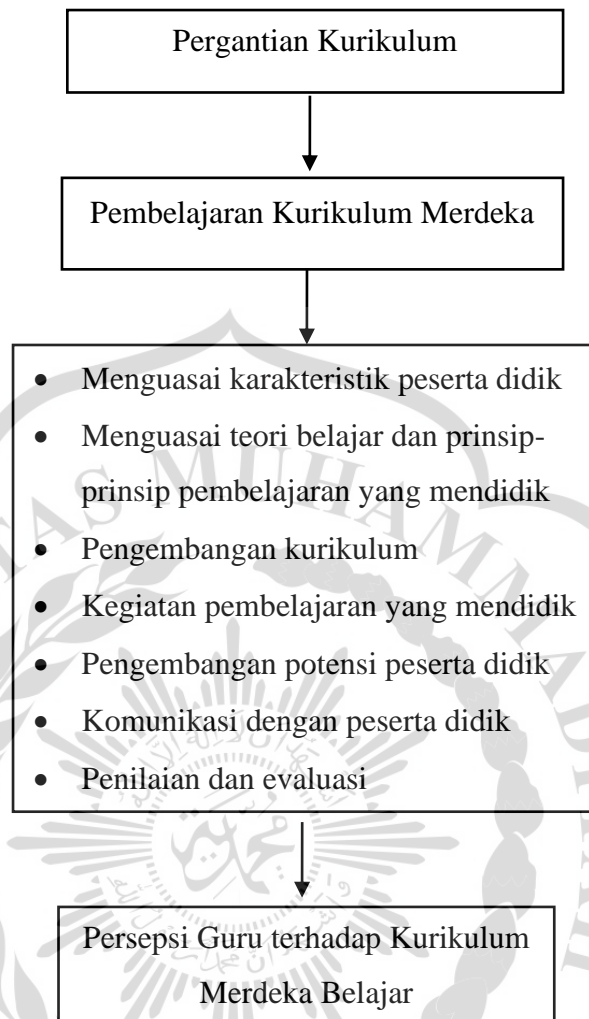 Pergantian Kurikulum
Pembelajaran Kurikulum Merdeka
• Menguasai karakteristik peserta didik
• Menguasai teori belajar dan prinsip-
prinsip pembelajaran yang mendidik
• Pengembangan kurikulum
• Kegiatan pembelajaran yang mendidik
• Pengembangan potensi peserta didik
• Komunikasi dengan peserta didik
• Penilaian dan evaluasi
Persepsi Guru terhadap Kurikulum
Merdeka Belajar